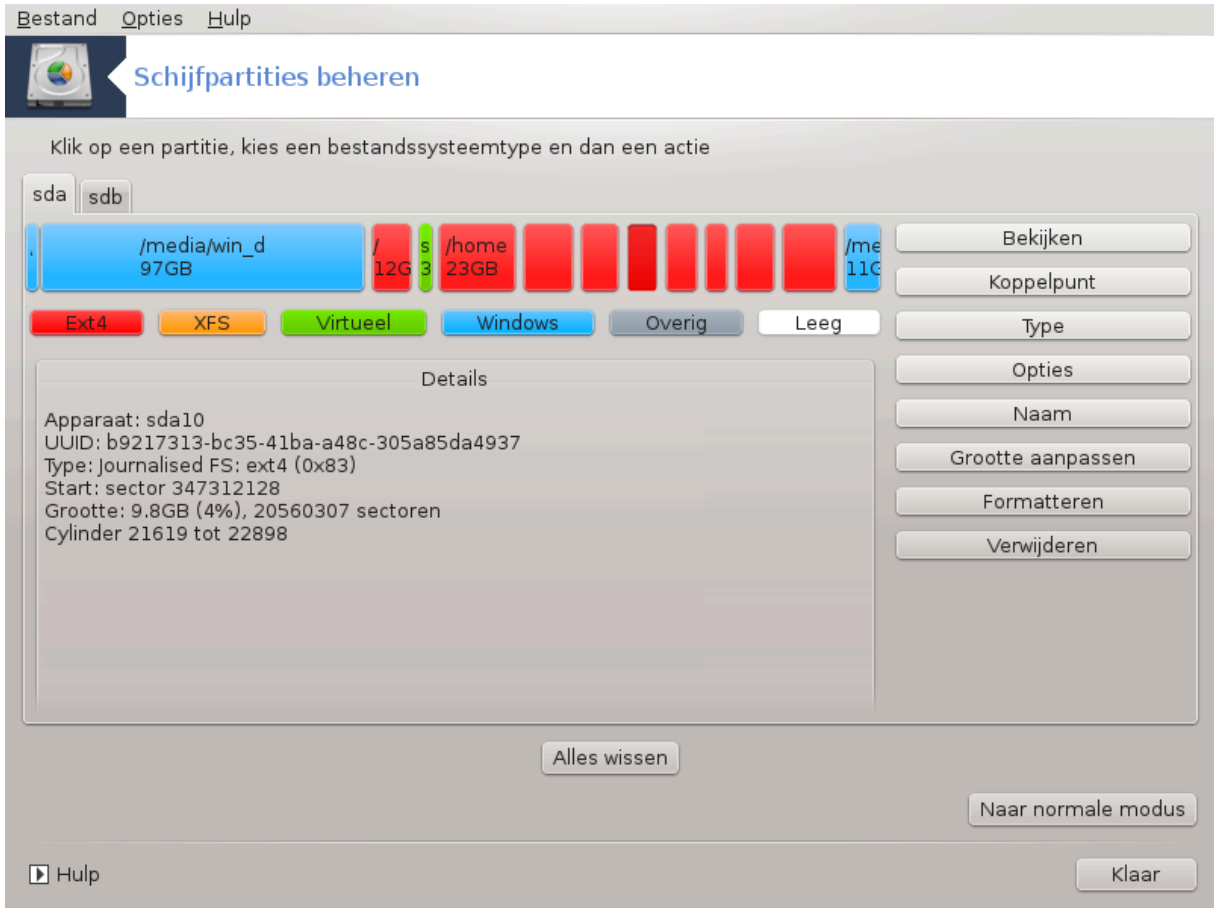 Bestand Opties Hulp
Schijfpartities beheren
Klik op een partitie, kies een bestandssysteemtype en dan een actie
sda sdb
/media/win_d
97GB
/
12G
s
3
/home
23GB
/me
11G
Ext4 XFS Virtueel Windows Overig Leeg
Details
Apparaat: sda10
UUID: b9217313-bc35-41ba-a48c-305a85da4937
Type: Journalised FS: ext4 (0x83)
Start: sector 347312128
Grootte: 9.8GB (4%), 20560307 sectoren
Cylinder 21619 tot 22898
Bekijken
Koppelpunt
Type
Opties
Naam
Grootte aanpassen
Formatteren
Verwijderen
Alles wissen
Naar normale modus
Hulp
Klaar